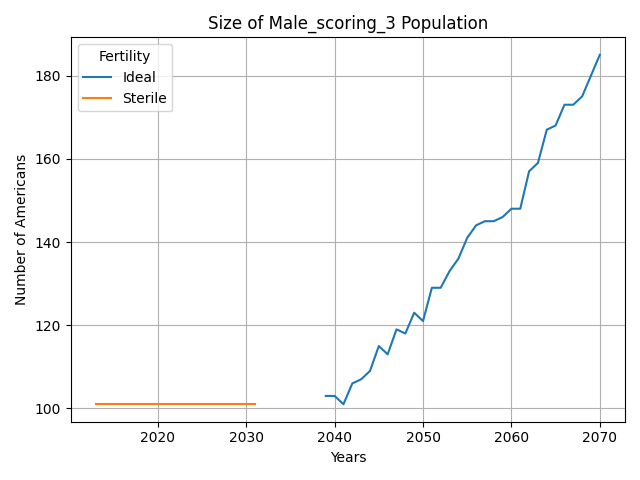 Size of Male_scoring_3 Population
Fertility
Ideal
Sterile
Number of Americans
180
160
140
120
100
2020 2030 2040 2050 2060 2070
Years